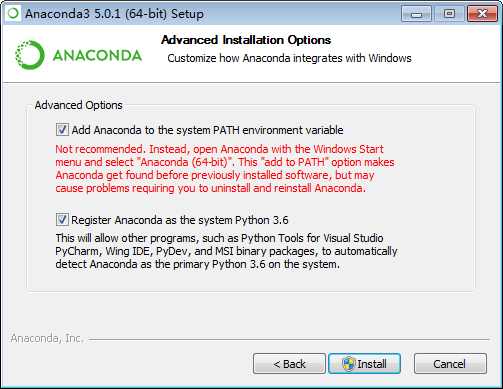 Anaconda3 5.0.1 (64-bit) Setup
ANACONDA
Advanced Installation Options
Customize how Anaconda integrates with Windows
Advanced Options
Add Anaconda to the system PATH environment variable
Not recommended. Instead, open Anaconda with the Windows Start
menu and select "Anaconda (64-bit)". This "add to PATH" option makes
Anaconda get found before previously installed software, but may
cause problems requiring you to uninstall and reinstall Anaconda.
Register Anaconda as the system Python 3.6
This will allow other programs, such as Python Tools for Visual Studio
PyCharm, Wing IDE, PyDev, and MSI binary packages, to automatically
detect Anaconda as the primary Python 3.6 on the system.
Anaconda, Inc.
< Back
Install
Cancel